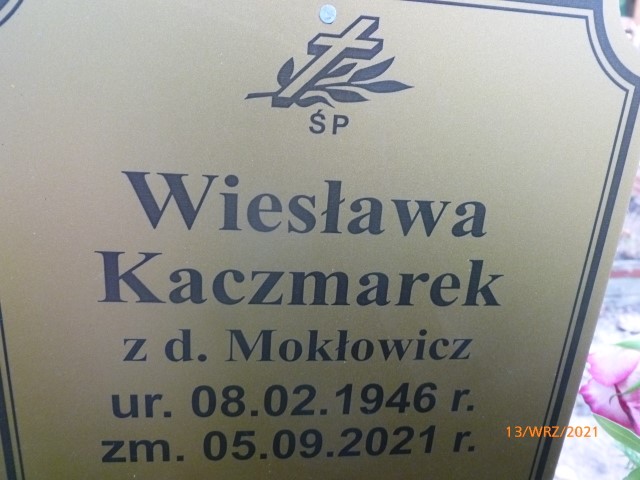 ŚP
Wiesława
Kaczmarek
z d. Mokłowicz
ur. 08.02.1946 r.
zm. 05.09.2021 r.
13/WRZ/2021